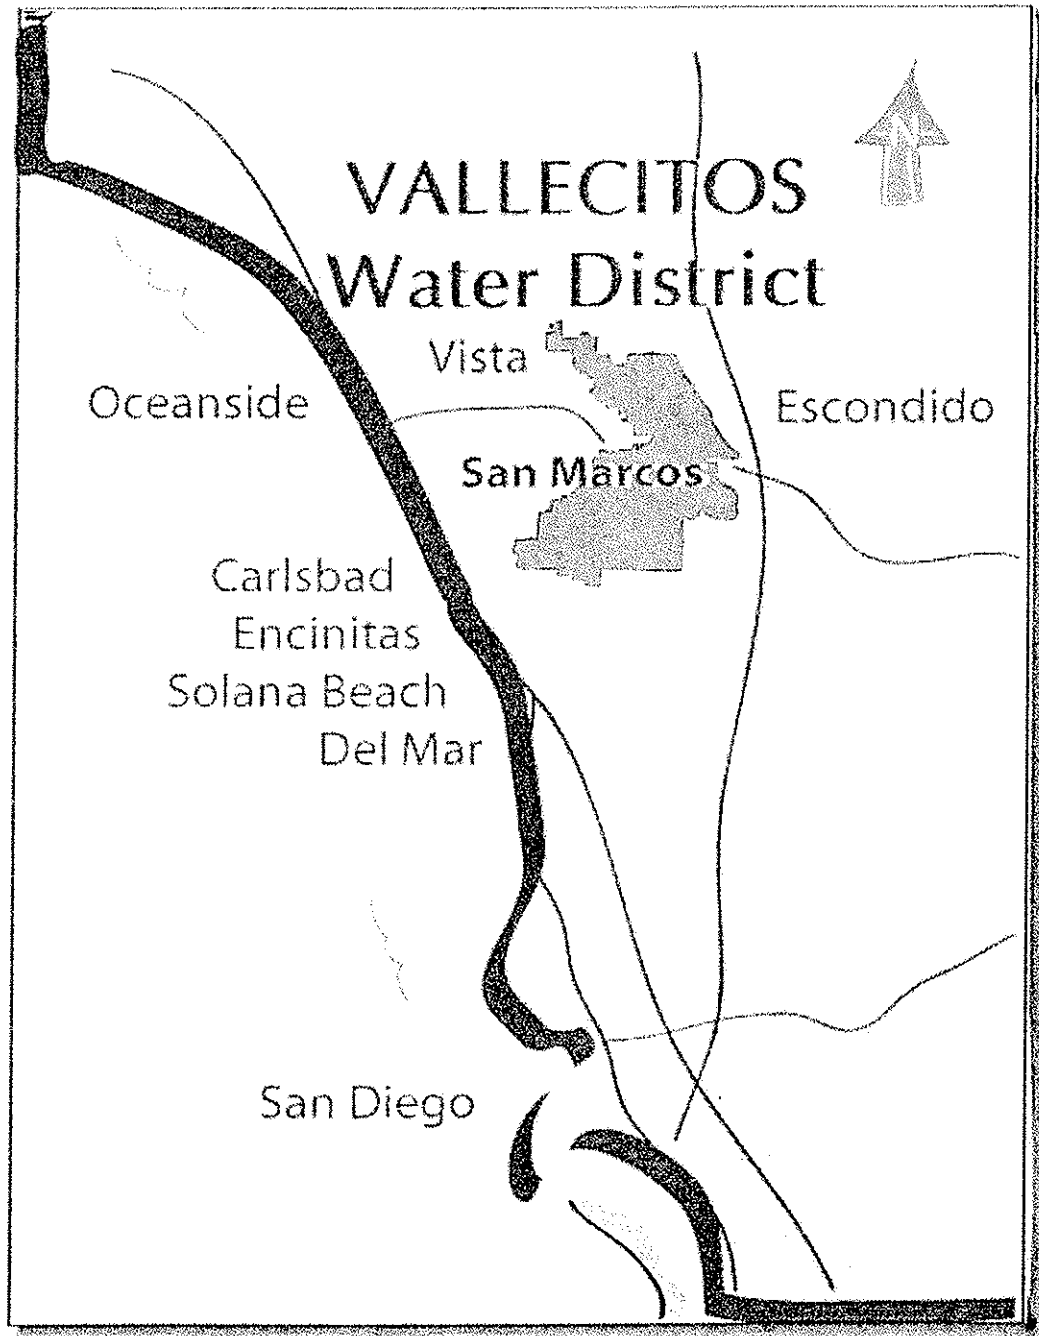 N
VALLECITOS
Water District
Vista
Oceanside
Escondido
San Marcos
Carlsbad
Encinitas
Solana Beach
Del Mar
San Diego